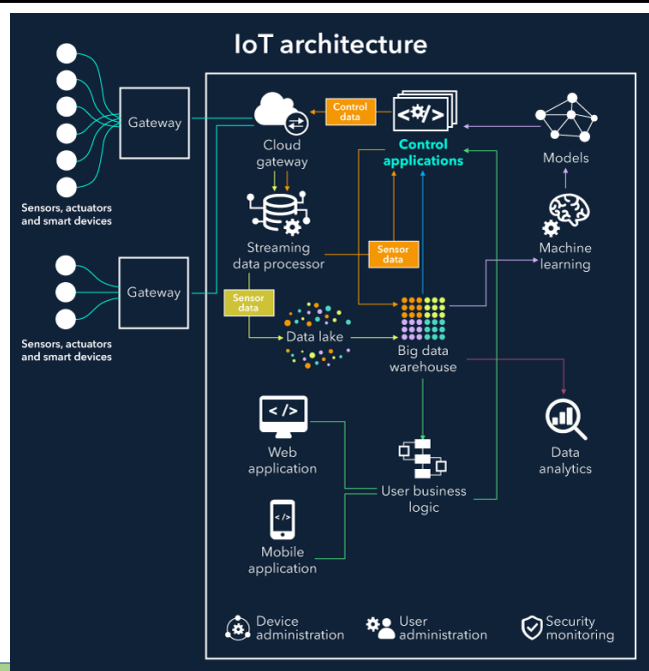 IoT architecture
Gateway
Sensors, actuators
and smart devices
Gateway
Sensors, actuators
and smart devices
Cloud
gateway
Control
data
<⚙/>
Control
applications
Models
Streaming
data processor
Sensor
data
Machine
learning
Sensor
data
Data lake
Big data
warehouse
</>
Web
application
User business
logic
Data
analytics
</>
Mobile
application
Device
administration
User
administration
Security
monitoring